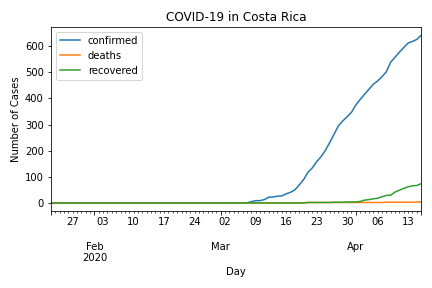 COVID-19 in Costa Rica
confirmed
deaths
recovered
Number of Cases
600
500
400
300
200
100
0
27 03 10 17 24 02 09 16 23 30 06 13
Feb Mar Apr
2020
Day